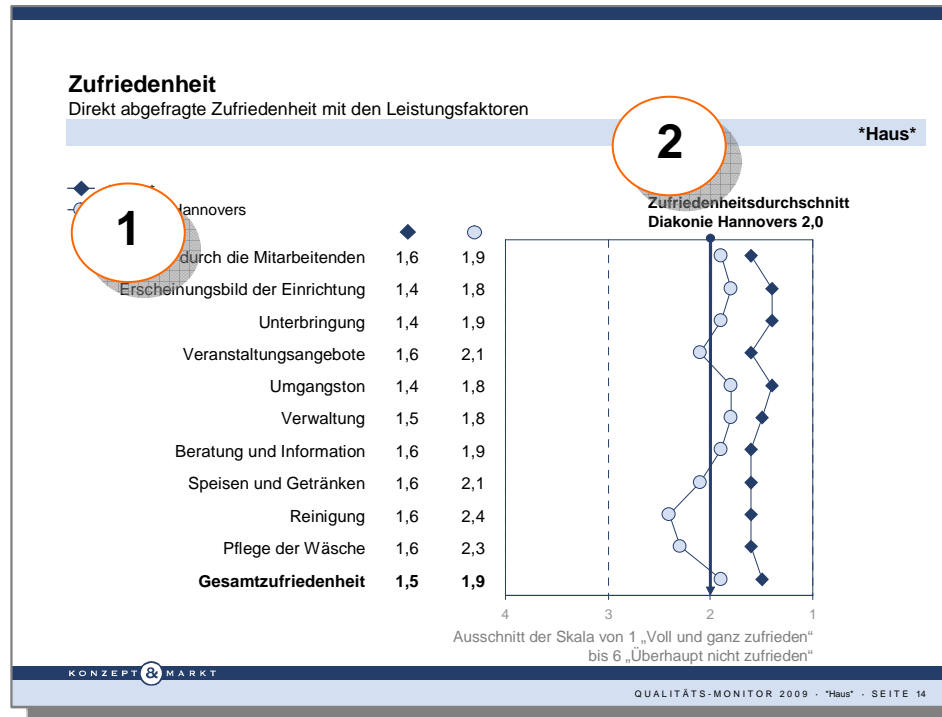 Zufriedenheit
Direkt abgefragte Zufriedenheit mit den Leistungsfaktoren
2
*Haus*
1
Hannovers
Zufriedenheitsdurchschnitt
Diakonie Hannovers 2,0
durch die Mitarbeitenden 1,6 1,9
Erscheinungsbild der Einrichtung 1,4 1,8
Unterbringung 1,4 1,9
Veranstaltungsangebote 1,6 2,1
Umgangston 1,4 1,8
Verwaltung 1,5 1,8
Beratung und Information 1,6 1,9
Speisen und Getränken 1,6 2,1
Reinigung 1,6 2,4
Pflege der Wäsche 1,6 2,3
Gesamtzufriedenheit 1,5 1,9
4 3 2 1
Ausschnitt der Skala von 1 „Voll und ganz zufrieden“
bis 6 „Überhaupt nicht zufrieden“
KONZEPT & MARKT
QUALITÄTS-MONITOR 2009 · *Haus* · SEITE 14